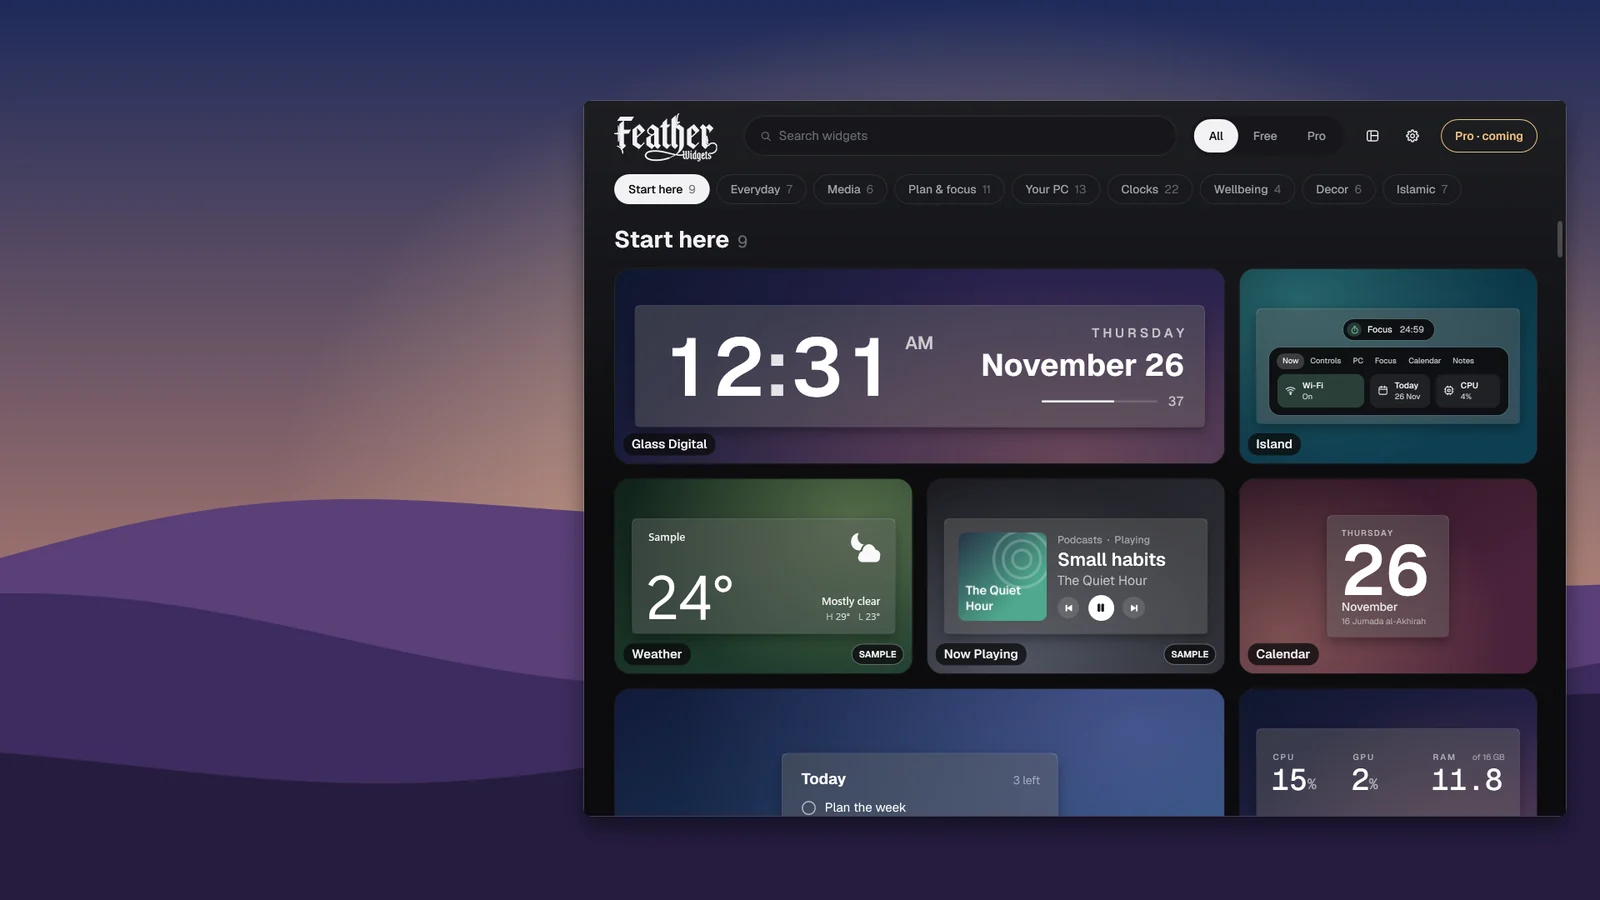 Feather
Widgets
Search widgets
All
Free
Pro
Pro · coming
Start here 9
Everyday 7
Media 6
Plan & focus 11
Your PC 13
Clocks 22
Wellbeing 4
Decor 6
Islamic 7
Start here 9
12:31 AM
THURSDAY
November 26
37
Glass Digital
Focus 24:59
Now
Controls
PC
Focus
Calendar
Notes
Wi-Fi
On
Today
26 Nov
CPU
4%
Island
Sample
24°
Mostly clear
H 29° L 23°
Weather
SAMPLE
The Quiet
Hour
Podcasts · Playing
Small habits
The Quiet Hour
Now Playing
SAMPLE
THURSDAY
26
November
16 Jumada al-Akhirah
Calendar
Today
3 left
Plan the week
CPU
15%
GPU
2%
RAM of 16 GB
11.8